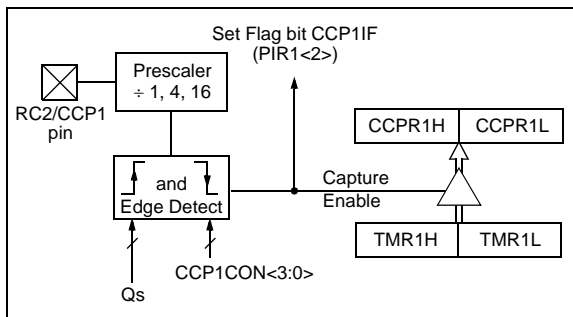 Set Flag bit CCP1IF
(PIR1<2>)
Prescaler
÷ 1, 4, 16
RC2/CCP1
pin
CCPR1H
CCPR1L
and
Edge Detect
Capture
Enable
TMR1H
TMR1L
Qs
CCP1CON<3:0>